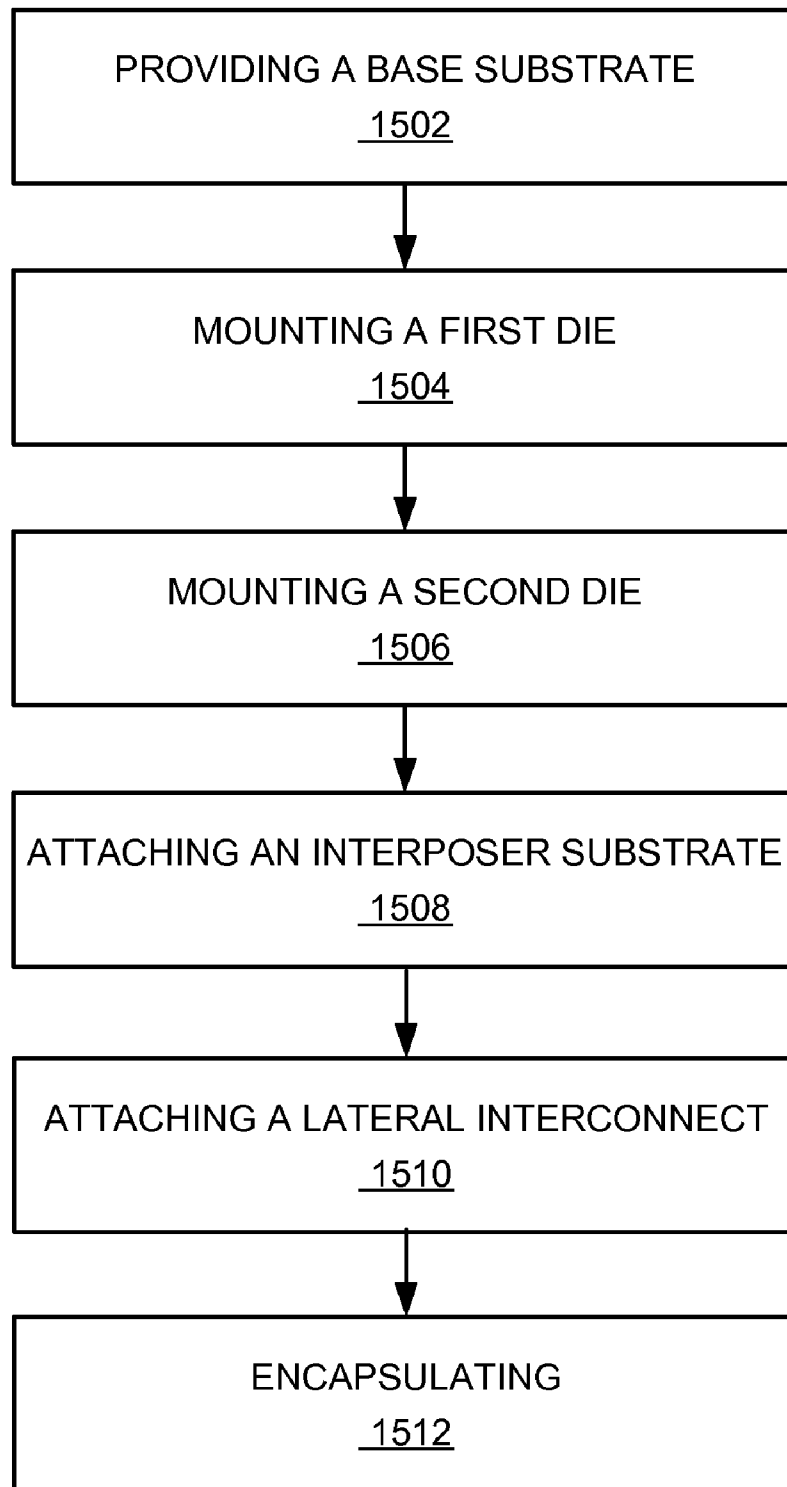 PROVIDING A BASE SUBSTRATE
1502
MOUNTING A FIRST DIE
1504
MOUNTING A SECOND DIE
1506
ATTACHING AN INTERPOSER SUBSTRATE
1508
ATTACHING A LATERAL INTERCONNECT
1510
ENCAPSULATING
1512